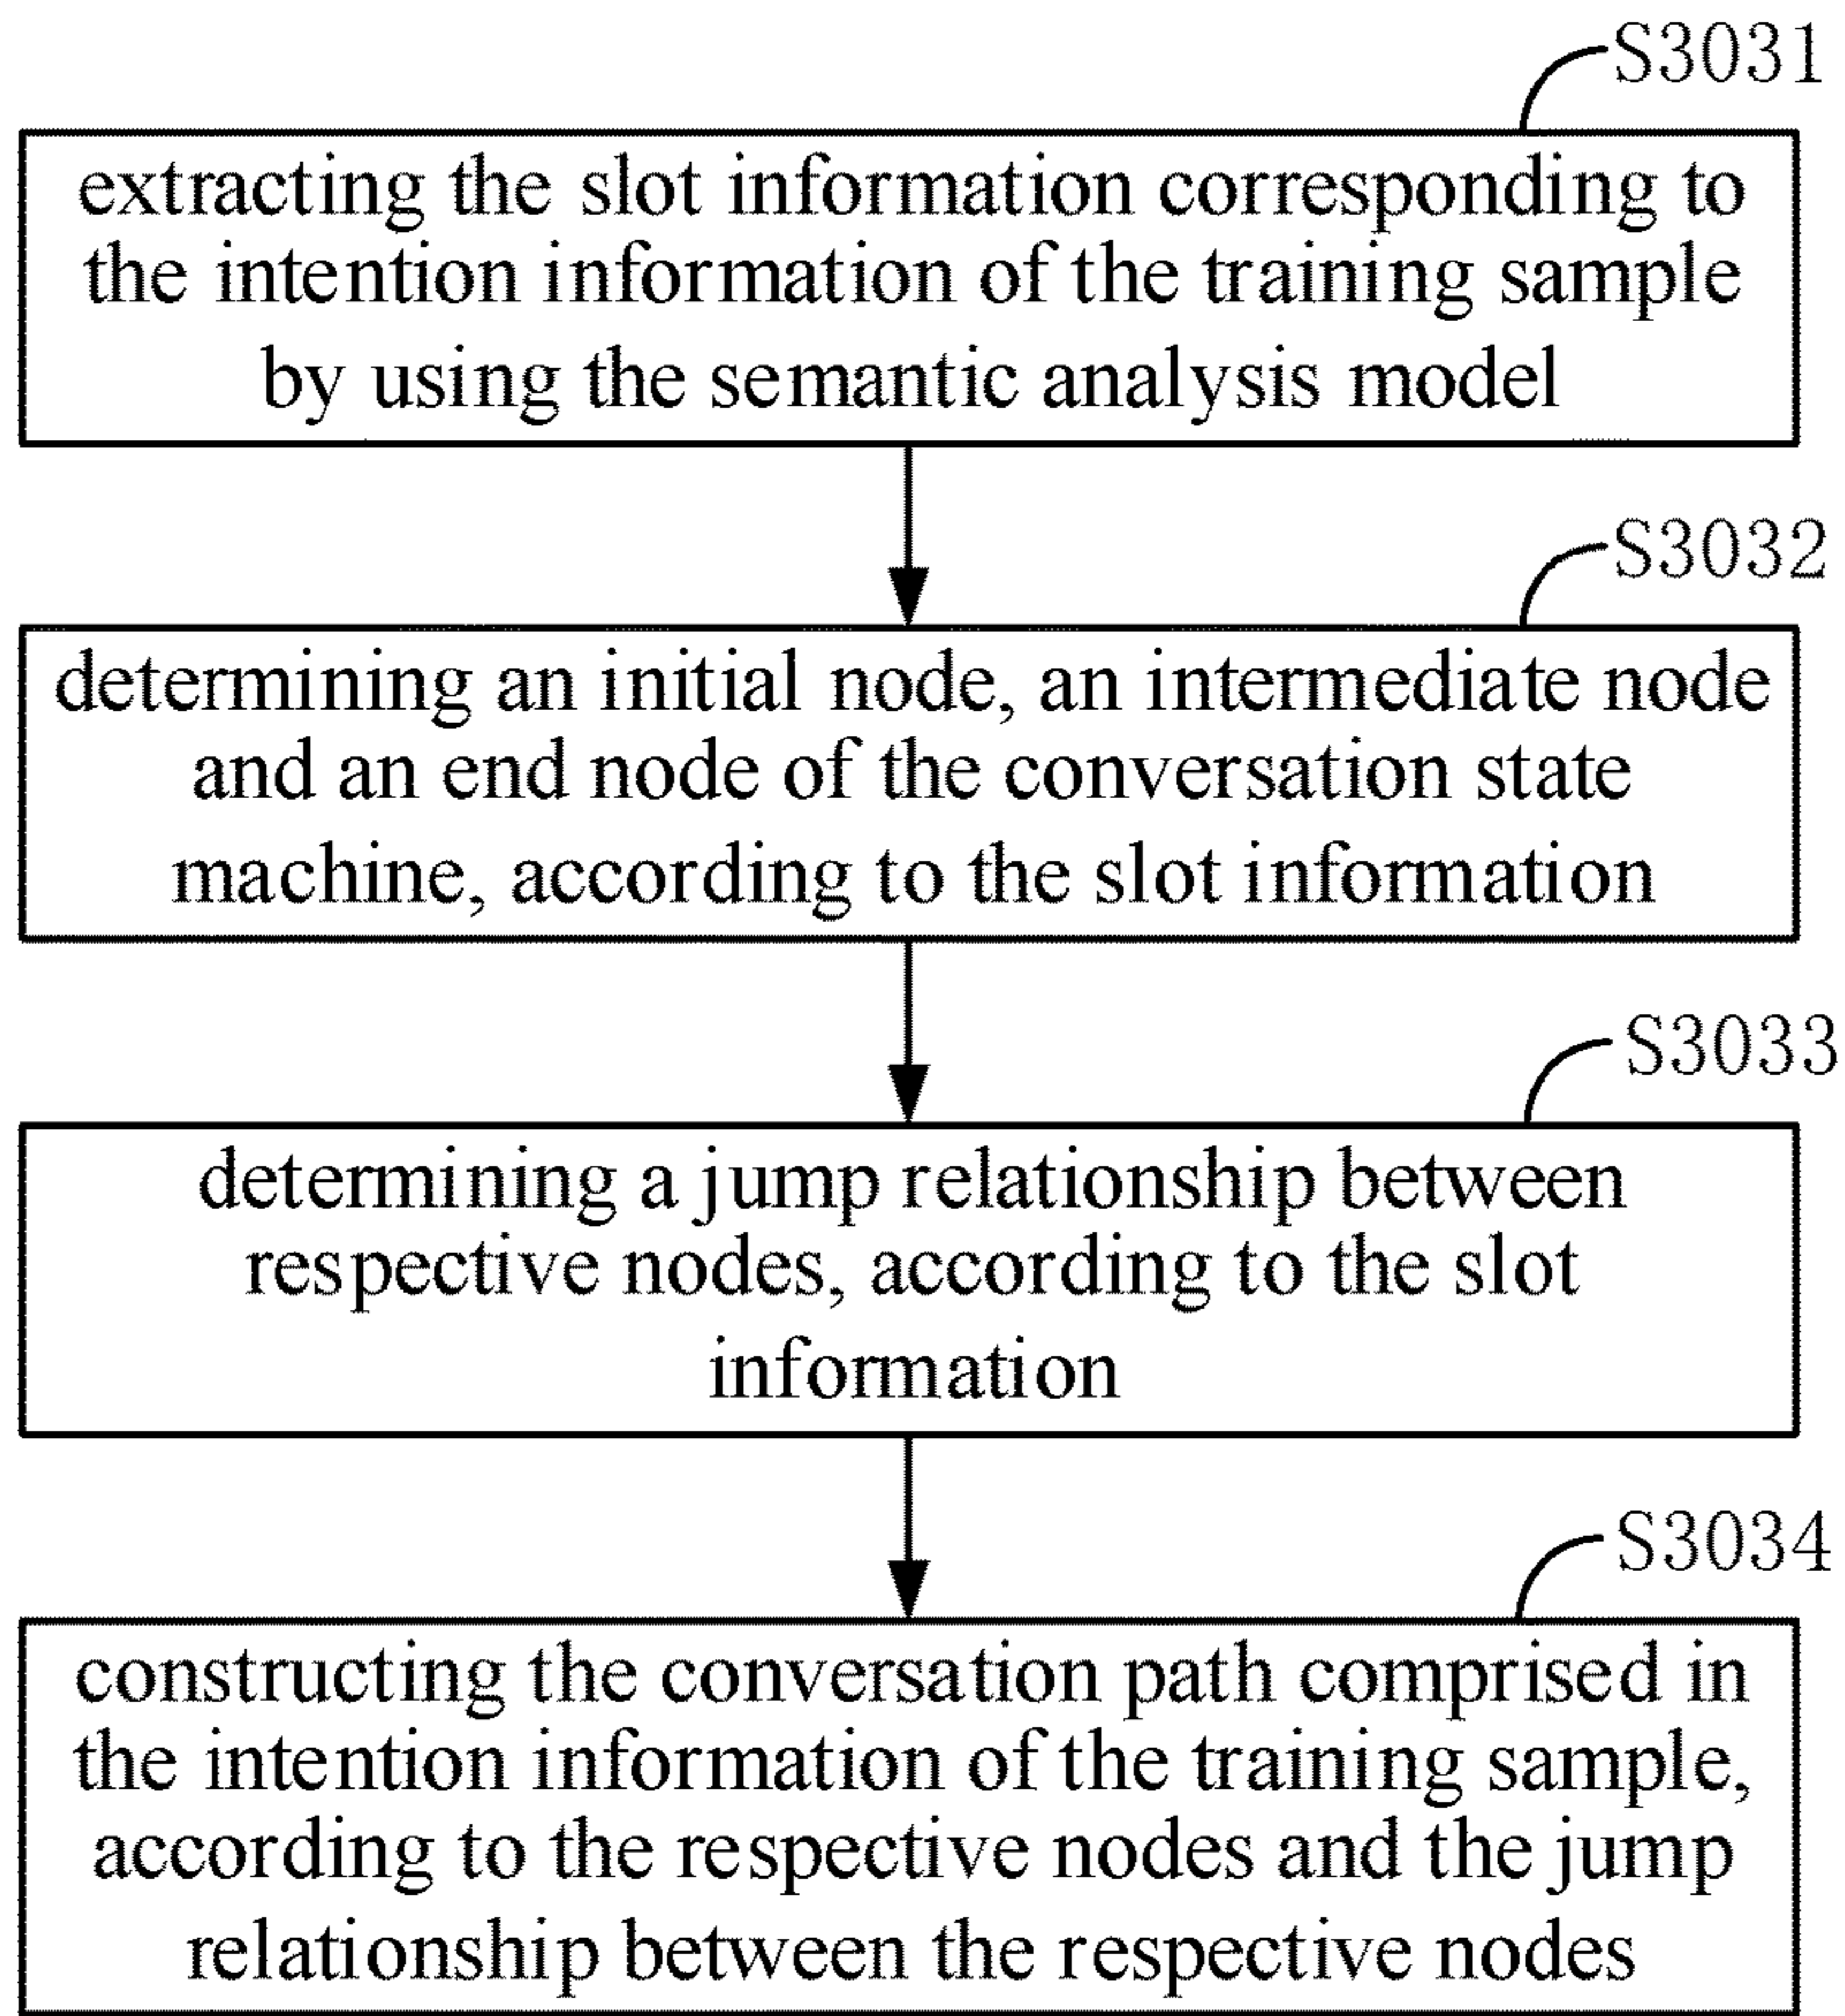 S3031
extracting the slot information corresponding to
the intention information of the training sample
by using the semantic analysis model
S3032
determining an initial node, an intermediate node
and an end node of the conversation state
machine, according to the slot information
S3033
determining a jump relationship between
respective nodes, according to the slot
information
S3034
constructing the conversation path comprised in
the intention information of the training sample,
according to the respective nodes and the jump
relationship between the respective nodes